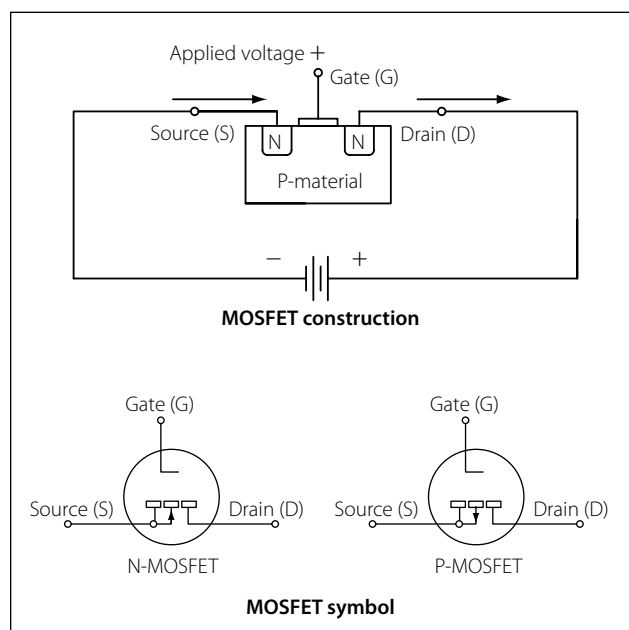 Applied voltage +
Gate (G)
Source (S)
N
N
Drain (D)
P-material
− +
MOSFET construction
Gate (G)
Gate (G)
Source (S)
Drain (D)
Source (S)
Drain (D)
N-MOSFET
P-MOSFET
MOSFET symbol